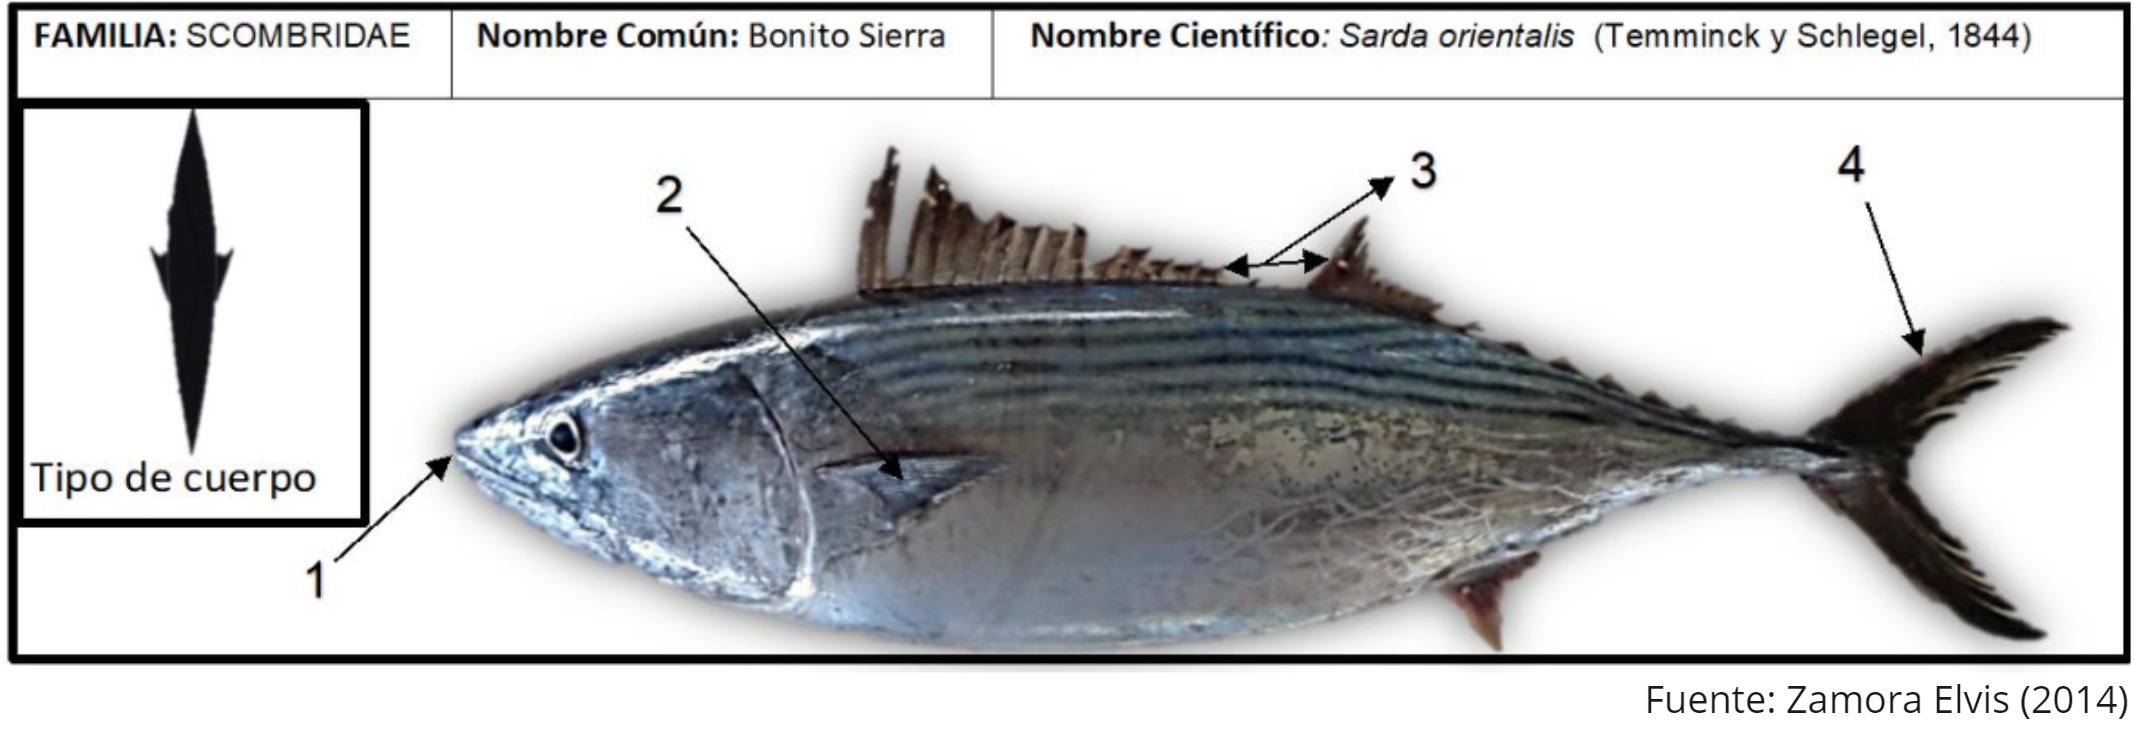 FAMILIA: SCOMBRIDAE
Nombre Común: Bonito Sierra
Nombre Científico: Sarda orientalis (Temminck y Schlegel, 1844)
2
3
4
Tipo de cuerpo
1
Fuente: Zamora Elvis (2014)